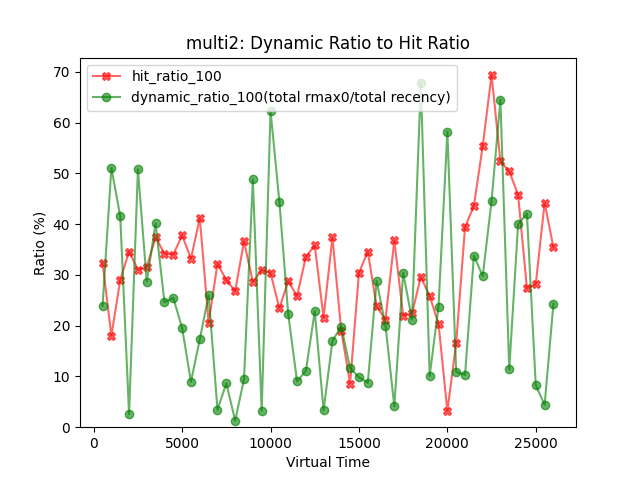 multi2: Dynamic Ratio to Hit Ratio
hit_ratio_100
dynamic_ratio_100(total rmax0/total recency)
Ratio (%)
70
60
50
40
30
20
10
0
0 5000 10000 15000 20000 25000
Virtual Time